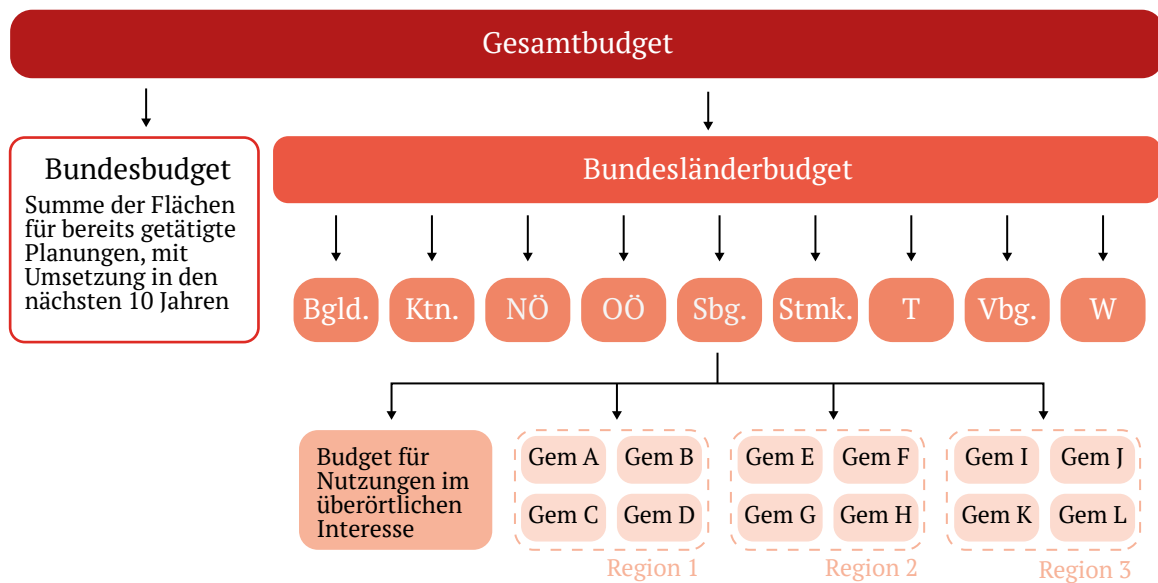 Gesamtbudget
Bundesbudget
Summe der Flächen
für bereits getätigte
Planungen, mit
Umsetzung in den
nächsten 10 Jahren
Bundesländerbudget
Bgld.
Ktn.
NÖ
OÖ
Sbg.
Stmk.
T
Vbg.
W
Budget für
Nutzungen im
überörtlichen
Interesse
Gem A
Gem B
Gem C
Gem D
Region 1
Gem E
Gem F
Gem G
Gem H
Region 2
Gem I
Gem J
Gem K
Gem L
Region 3